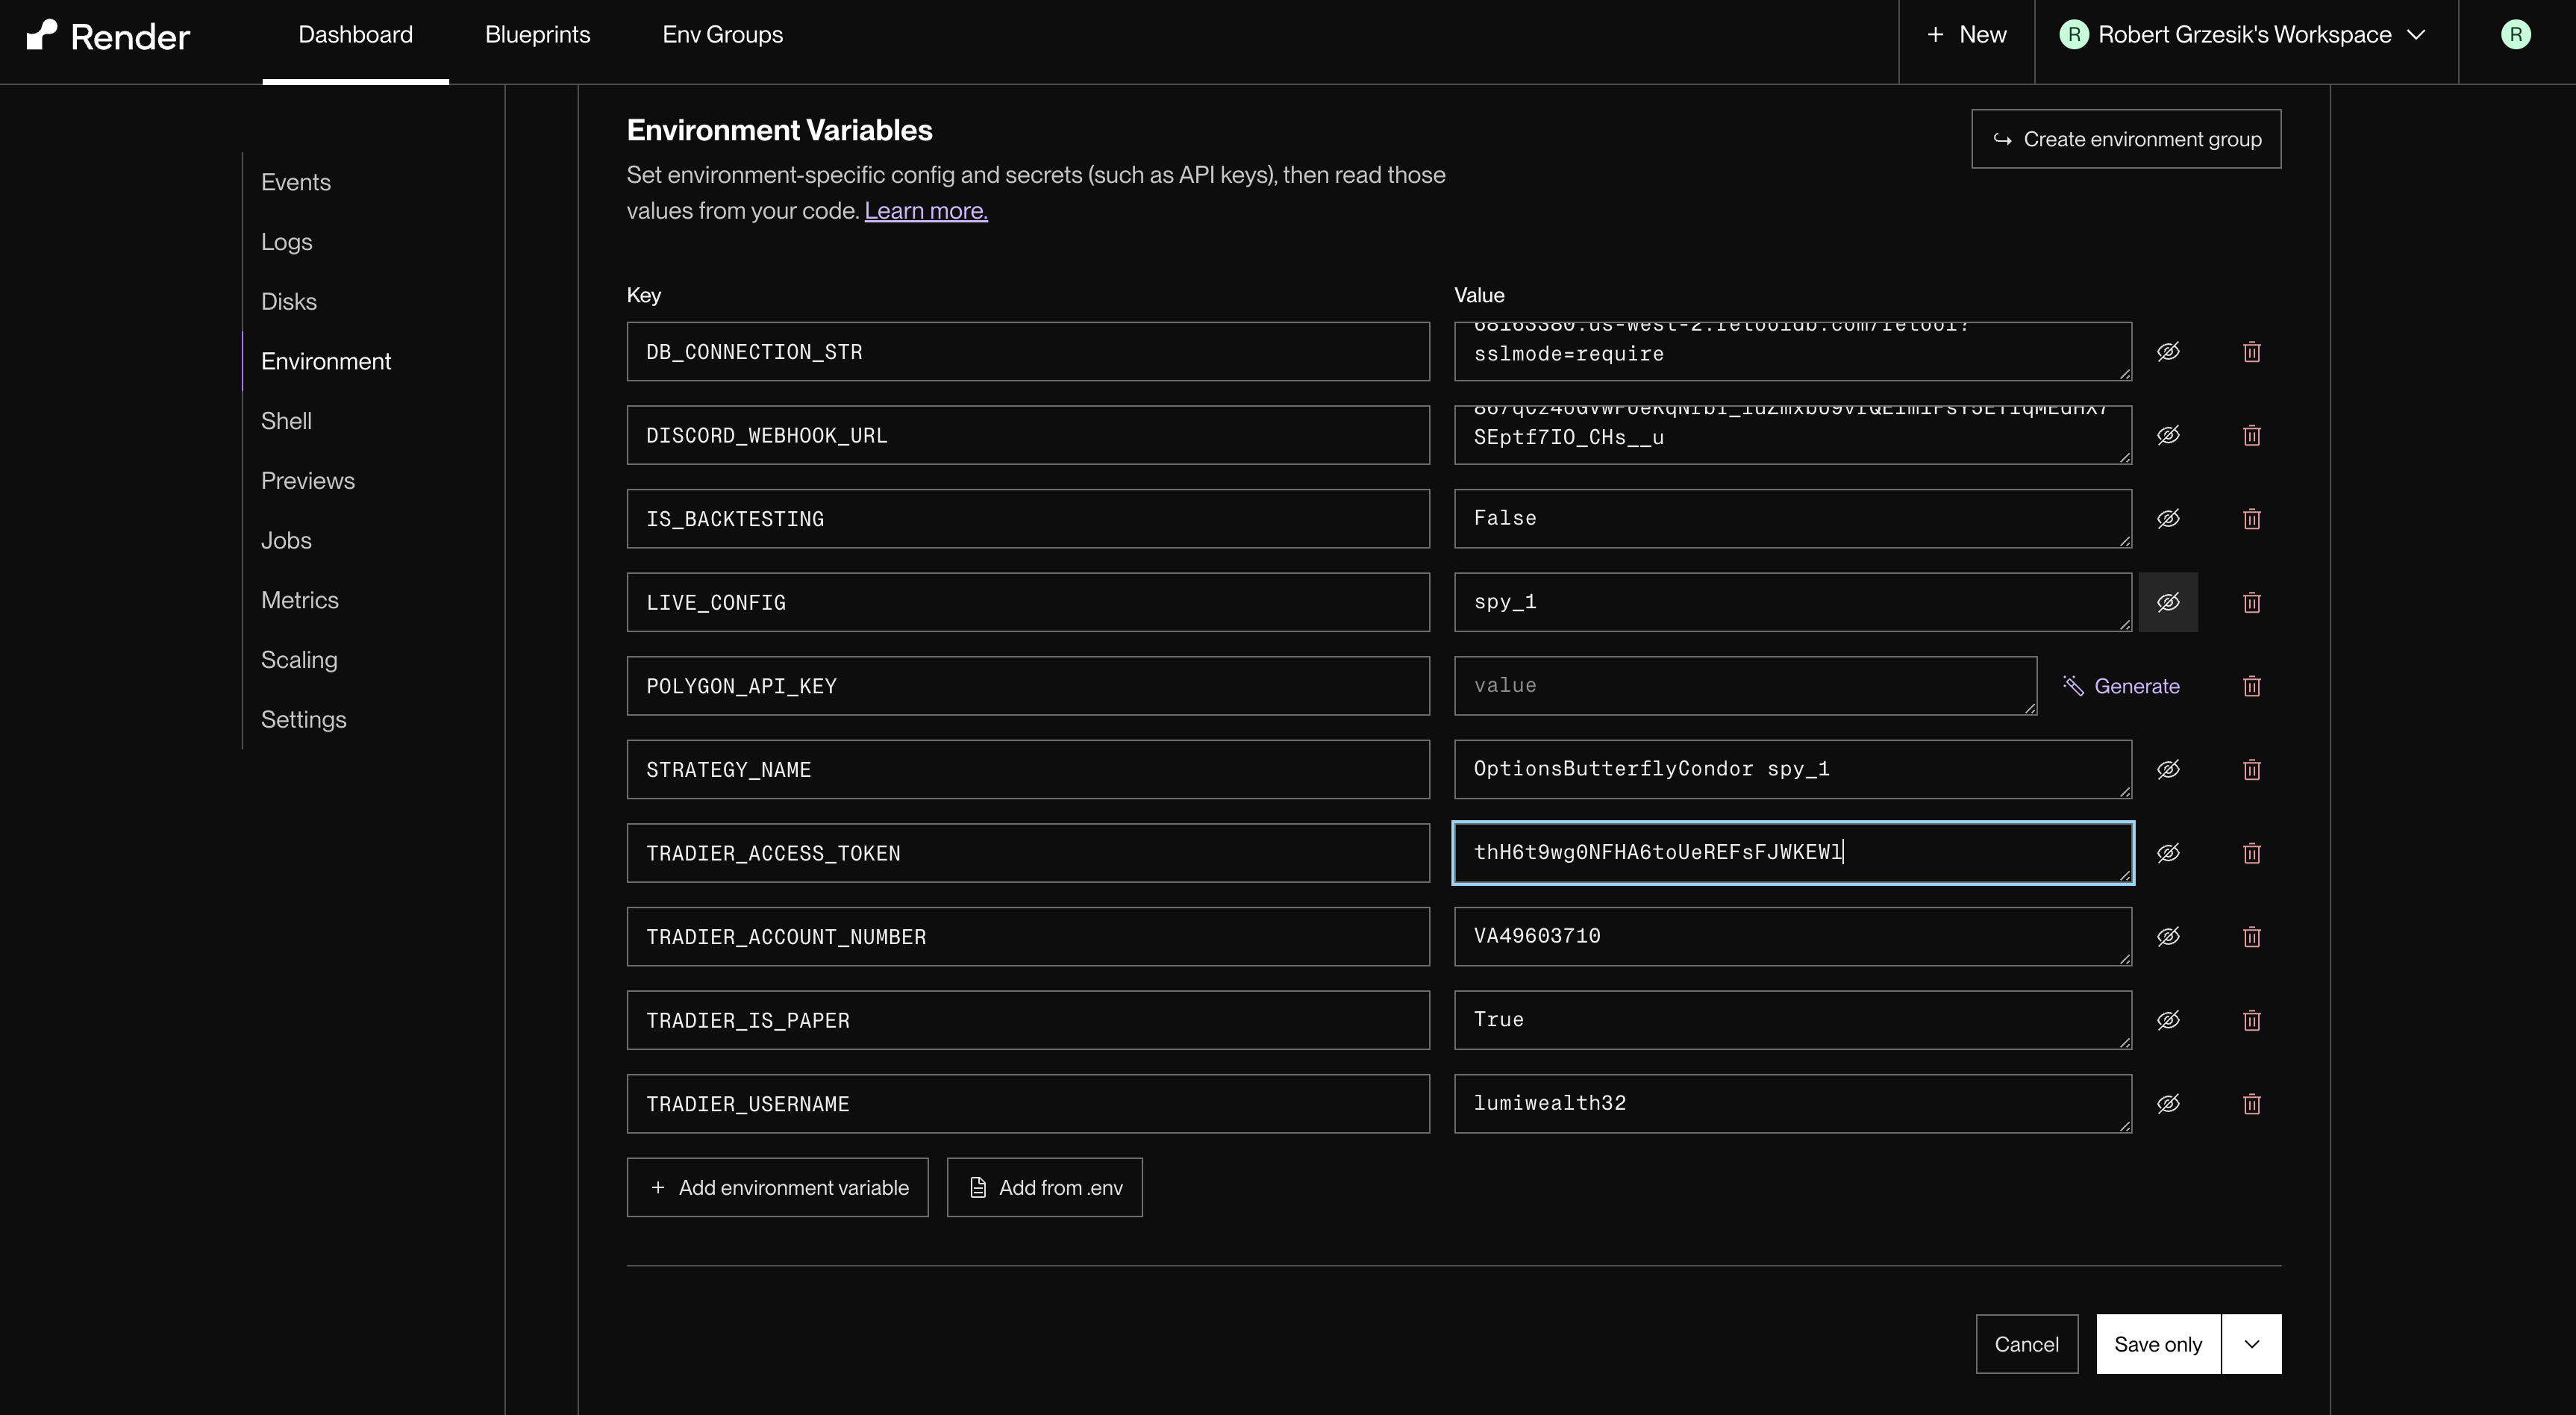 Render
Dashboard
Blueprints
Env Groups
+ New
R Robert Grzesik's Workspace
R
Events
Logs
Disks
Environment
Shell
Previews
Jobs
Metrics
Scaling
Settings
Environment Variables
Create environment group
Set environment-specific config and secrets (such as API keys), then read those
values from your code. Learn more.
Key
Value
DB_CONNECTION_STR
sslmode=require
DISCORD_WEBHOOK_URL
SEptf7IO_CHs__u
IS_BACKTESTING
False
LIVE_CONFIG
spy_1
POLYGON_API_KEY
value
Generate
STRATEGY_NAME
OptionsButterflyCondor spy_1
TRADIER_ACCESS_TOKEN
thH6t9wg0NFHA6toUeREFsFJWKEWl
TRADIER_ACCOUNT_NUMBER
VA49603710
TRADIER_IS_PAPER
True
TRADIER_USERNAME
lumiwealth32
+ Add environment variable
Add from .env
Cancel
Save only